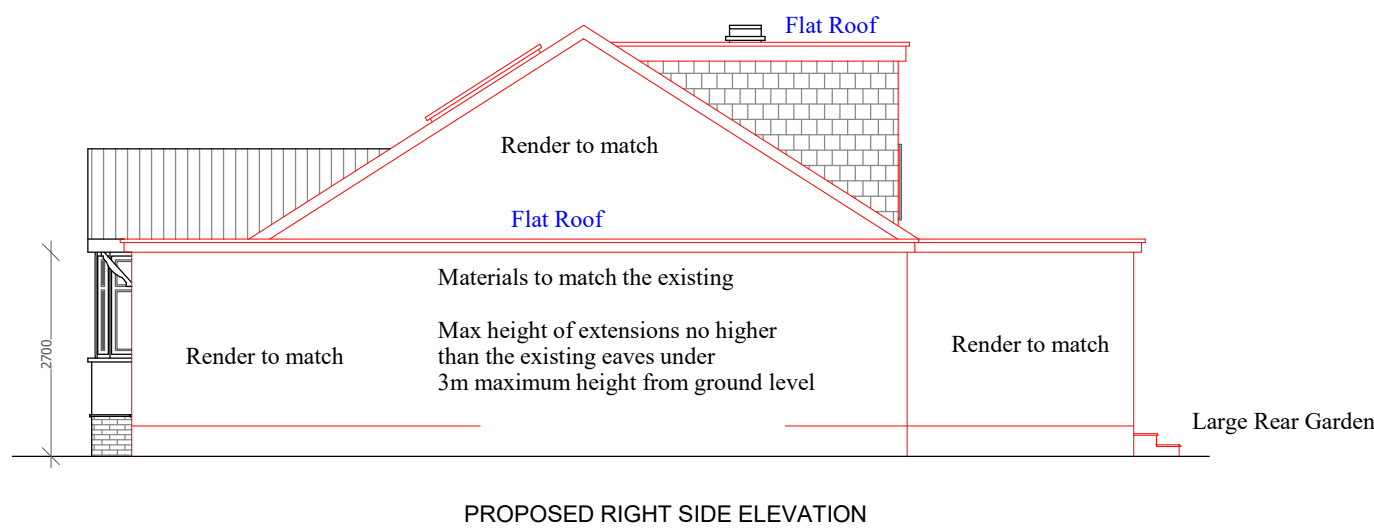 Flat Roof
Render to match
Flat Roof
Materials to match the existing
Max height of extensions no higher
than the existing eaves under
3m maximum height from ground level
Render to match
Render to match
2700
Large Rear Garden
PROPOSED RIGHT SIDE ELEVATION